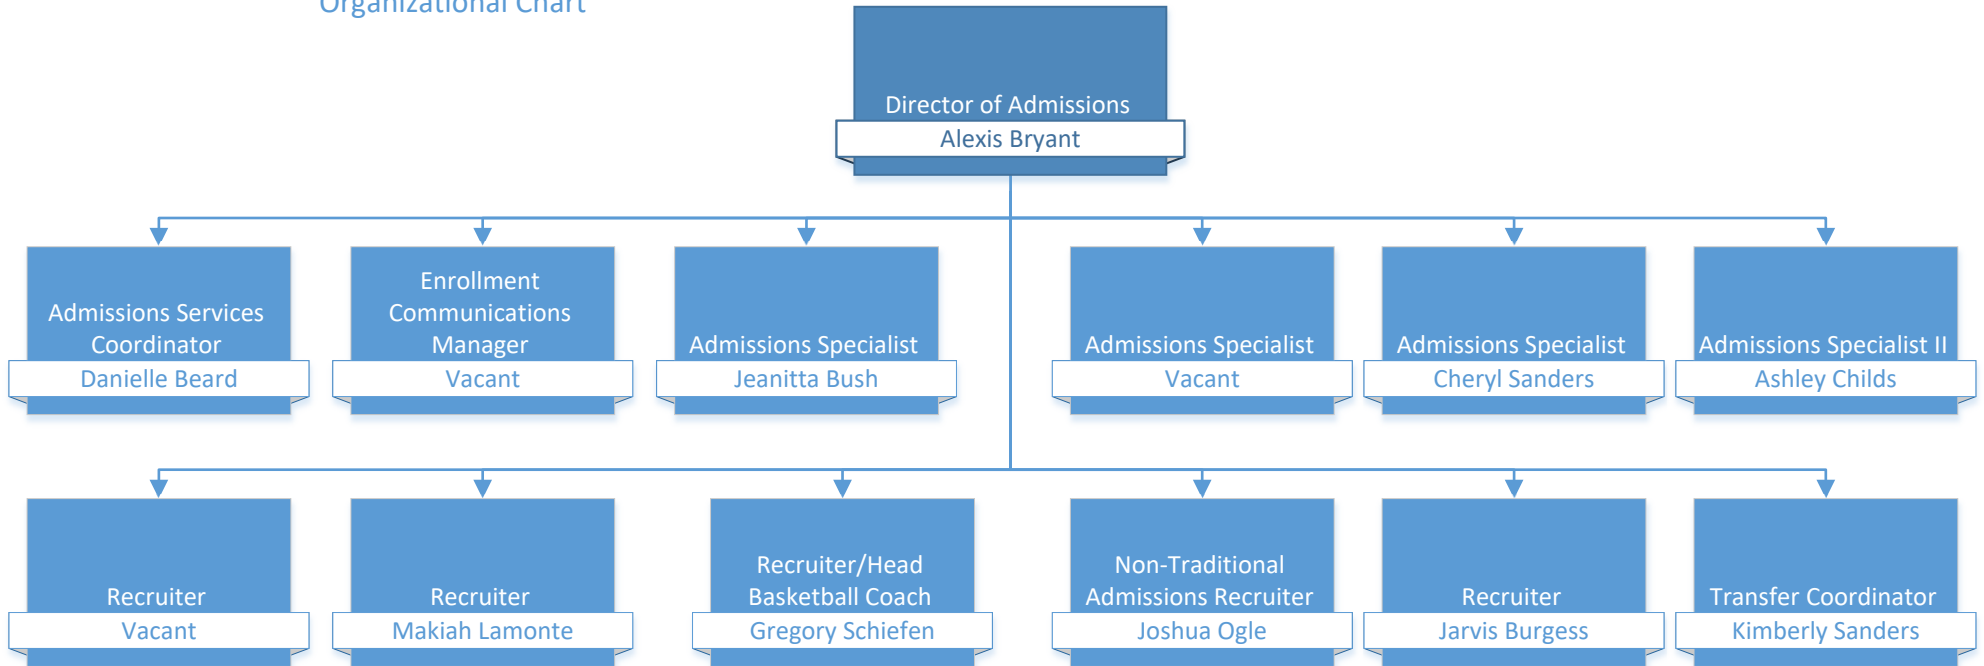 Organizational Chart
Director of Admissions
Alexis Bryant
Admissions Services
Coordinator
Danielle Beard
Enrollment
Communications
Manager
Vacant
Admissions Specialist
Jeanitta Bush
Admissions Specialist
Vacant
Admissions Specialist
Cheryl Sanders
Admissions Specialist II
Ashley Childs
Recruiter
Vacant
Recruiter
Makiah Lamonte
Recruiter/Head
Basketball Coach
Gregory Schiefen
Non-Traditional
Admissions Recruiter
Joshua Ogle
Recruiter
Jarvis Burgess
Transfer Coordinator
Kimberly Sanders